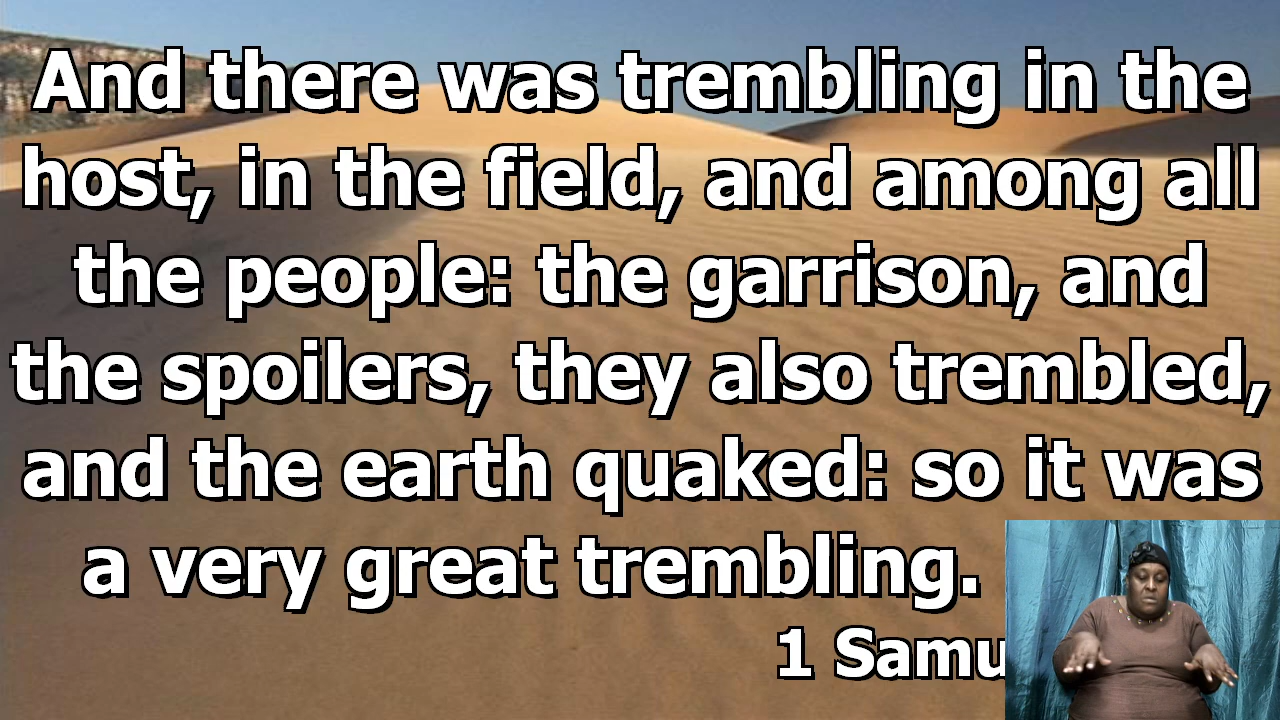 And there was trembling in the
host, in the field, and among all
the people: the garrison, and
the spoilers, they also trembled,
and the earth quaked: so it was
a very great trembling.
1 Samu